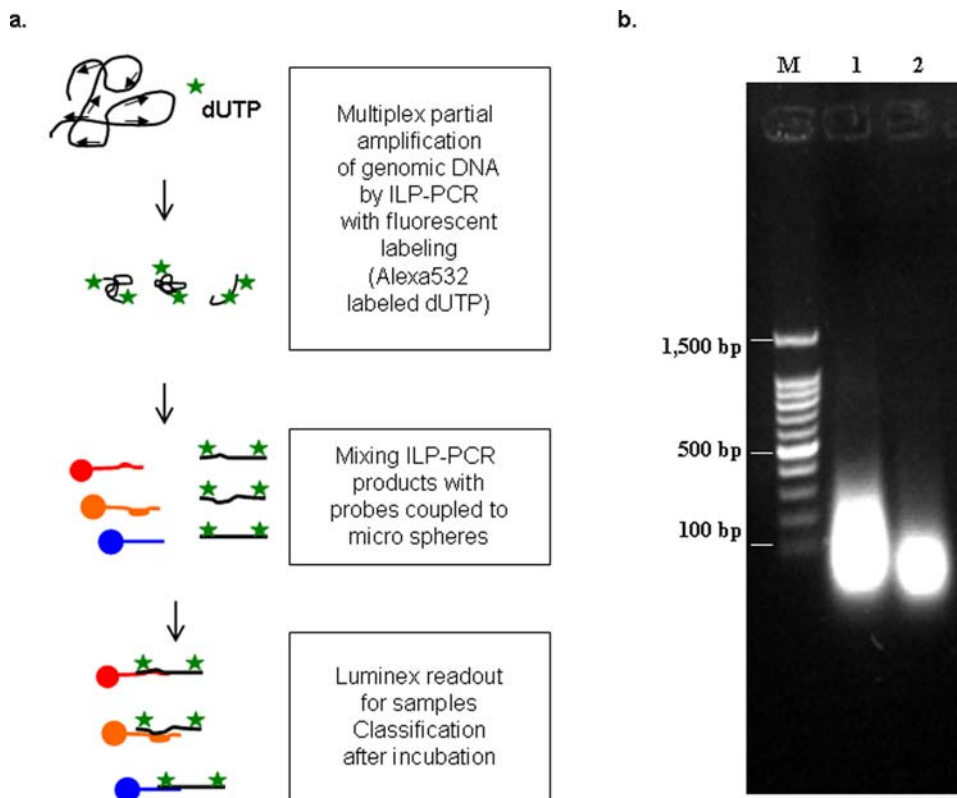 a.
dUTP
Multiplex partial
amplification
of genomic DNA
by ILP-PCR
with fluorescent
labeling
(Alexa532
labeled dUTP)
Mixing ILP-PCR
products with
probes coupled to
micro spheres
Luminex readout
for samples
Classification
after incubation
b.
M 1 2
1,500 bp
500 bp
100 bp